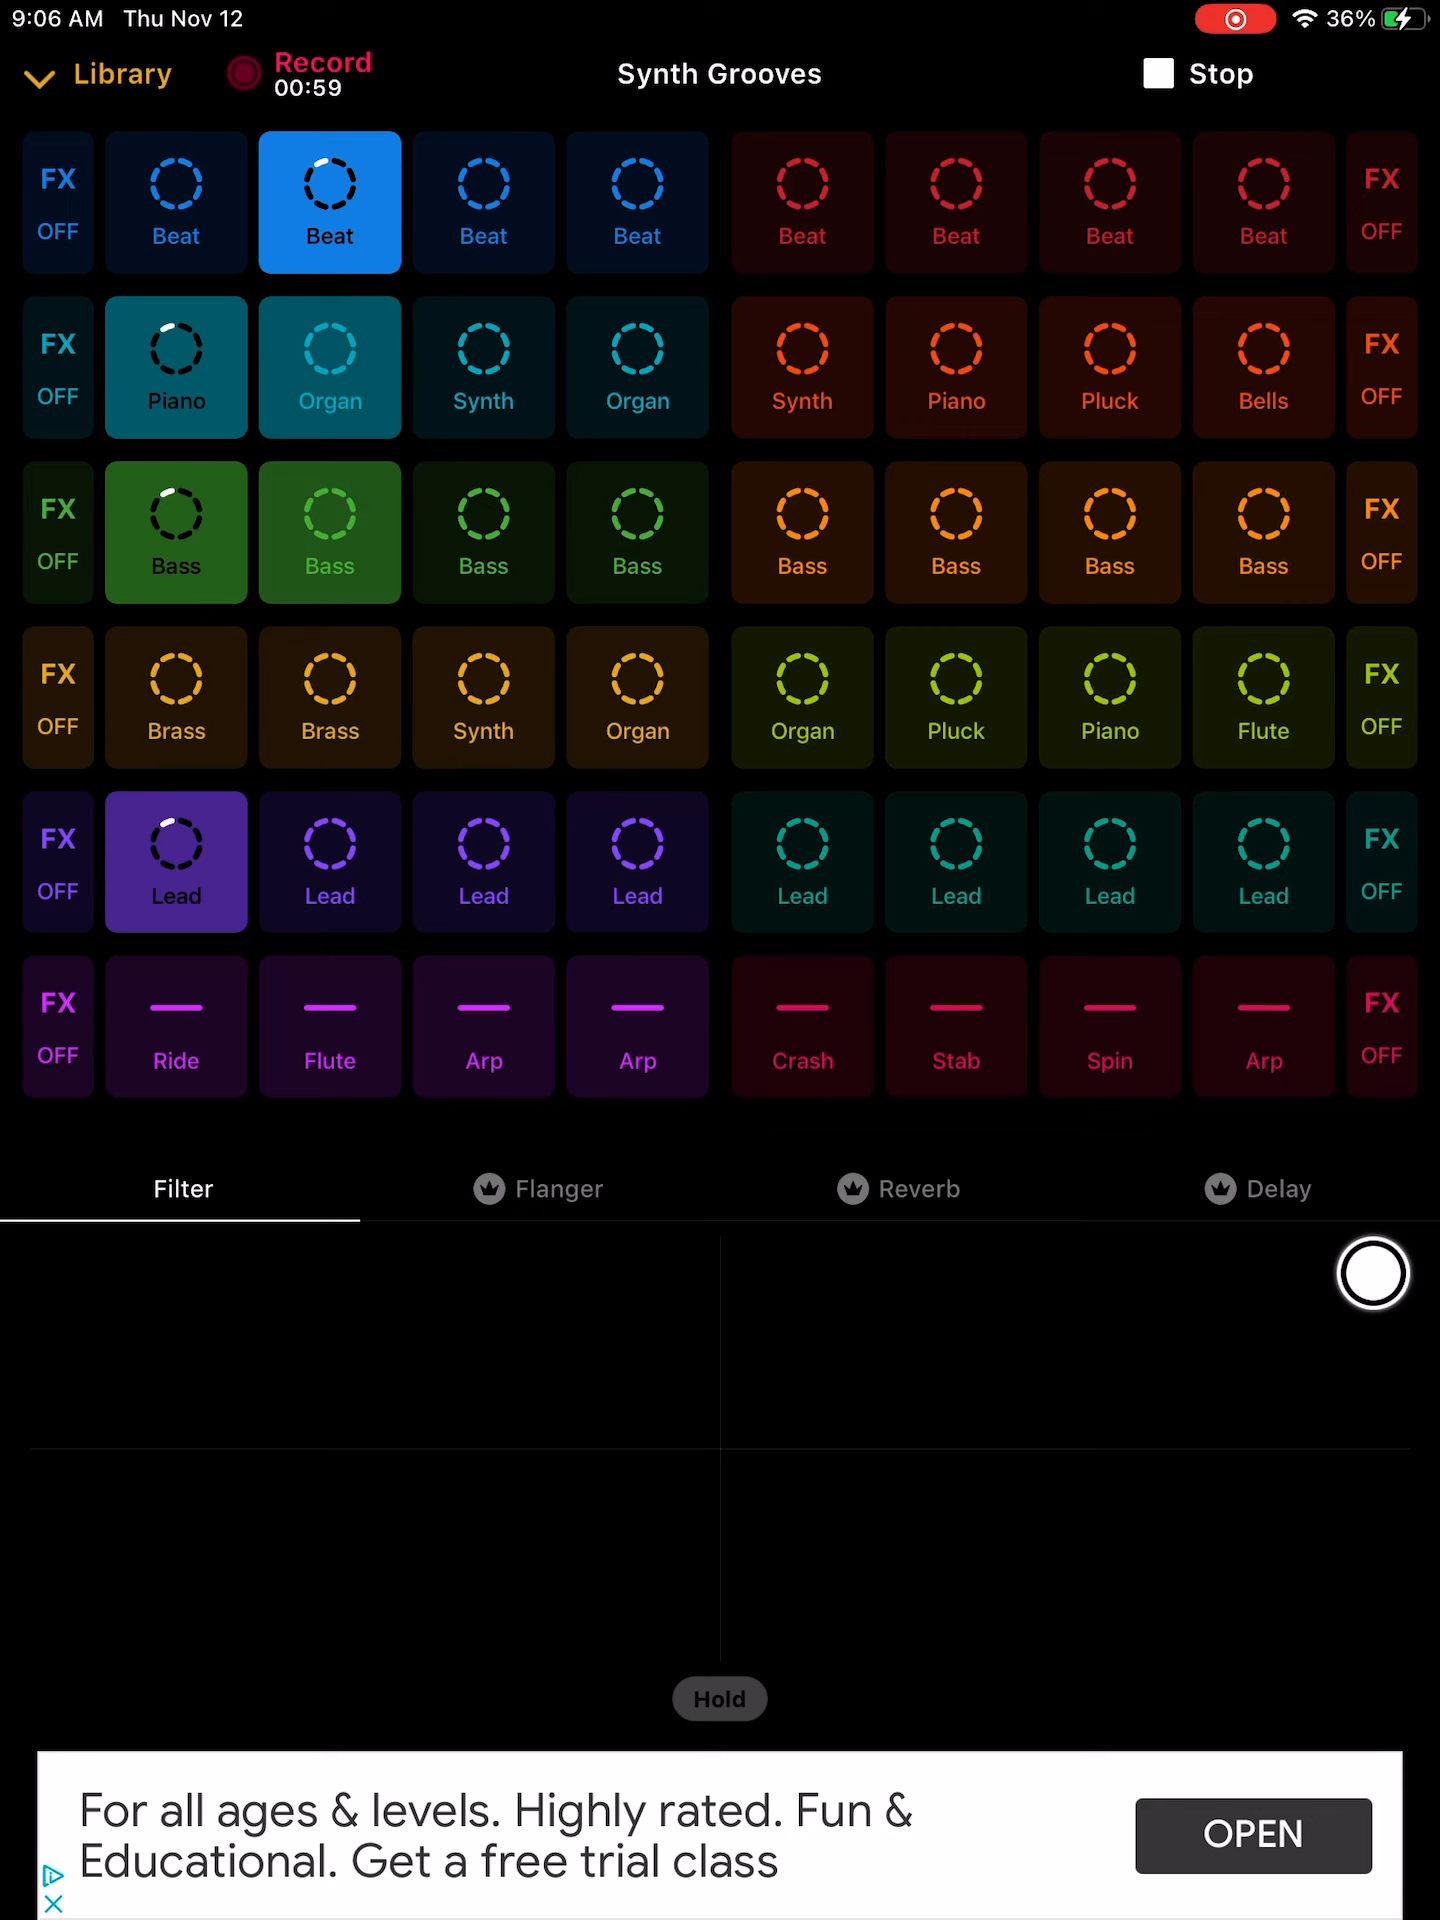 9:06 AM Thu Nov 12 36%
Library Record Synth Grooves Stop
00:59
FX Beat Beat Beat Beat Beat Beat Beat Beat FX
OFF OFF
FX Piano Organ Synth Organ Synth Piano Pluck Bells FX
OFF OFF
FX Bass Bass Bass Bass Bass Bass Bass Bass FX
OFF OFF
FX Brass Brass Synth Organ Organ Pluck Piano Flute FX
OFF OFF
FX Lead Lead Lead Lead Lead Lead Lead Lead FX
OFF OFF
FX Ride Flute Arp Arp Crash Stab Spin Arp FX
OFF OFF
Filter Flanger Reverb Delay
Hold
For all ages & levels. Highly rated. Fun &
Educational. Get a free trial class
OPEN